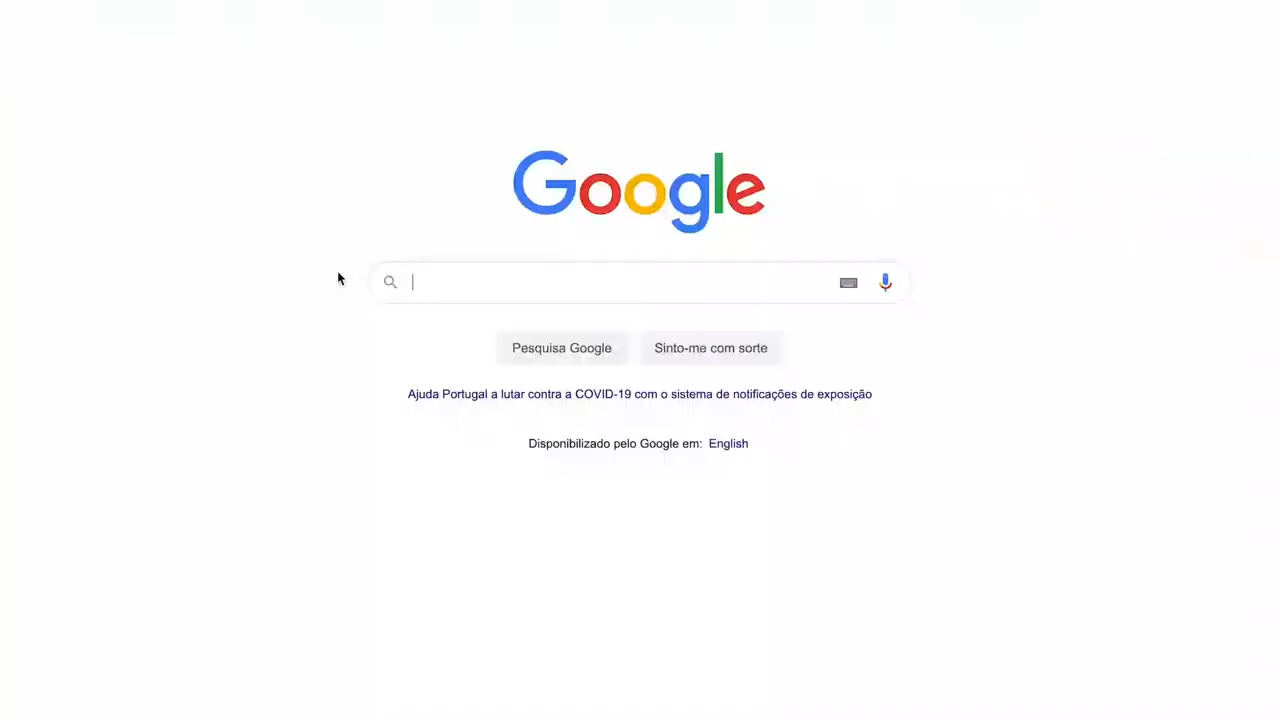 Google
Pesquisa Google
Sinto-me com sorte
Ajuda Portugal a lutar contra a COVID-19 com o sistema de notificações de exposição
Disponibilizado pelo Google em: English